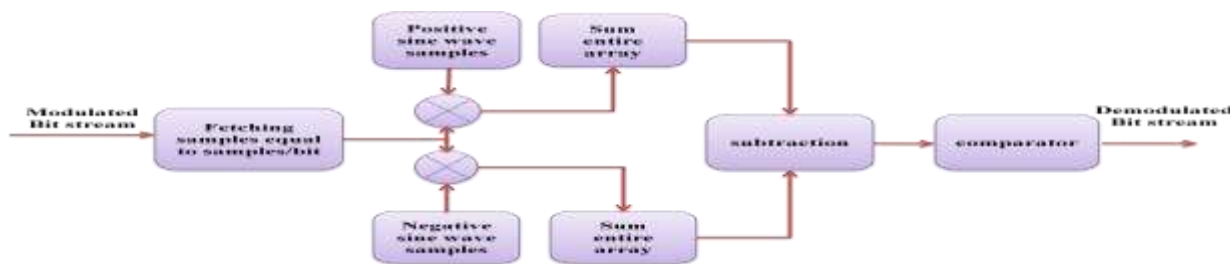 Positive
sine wave
samples
Sum
entire
array
Modulated
Bit stream
Fetching
samples equal
to samples/bit
subtraction
comparator
Demodulated
Bit stream
Negative
sine wave
samples
Sum
entire
array